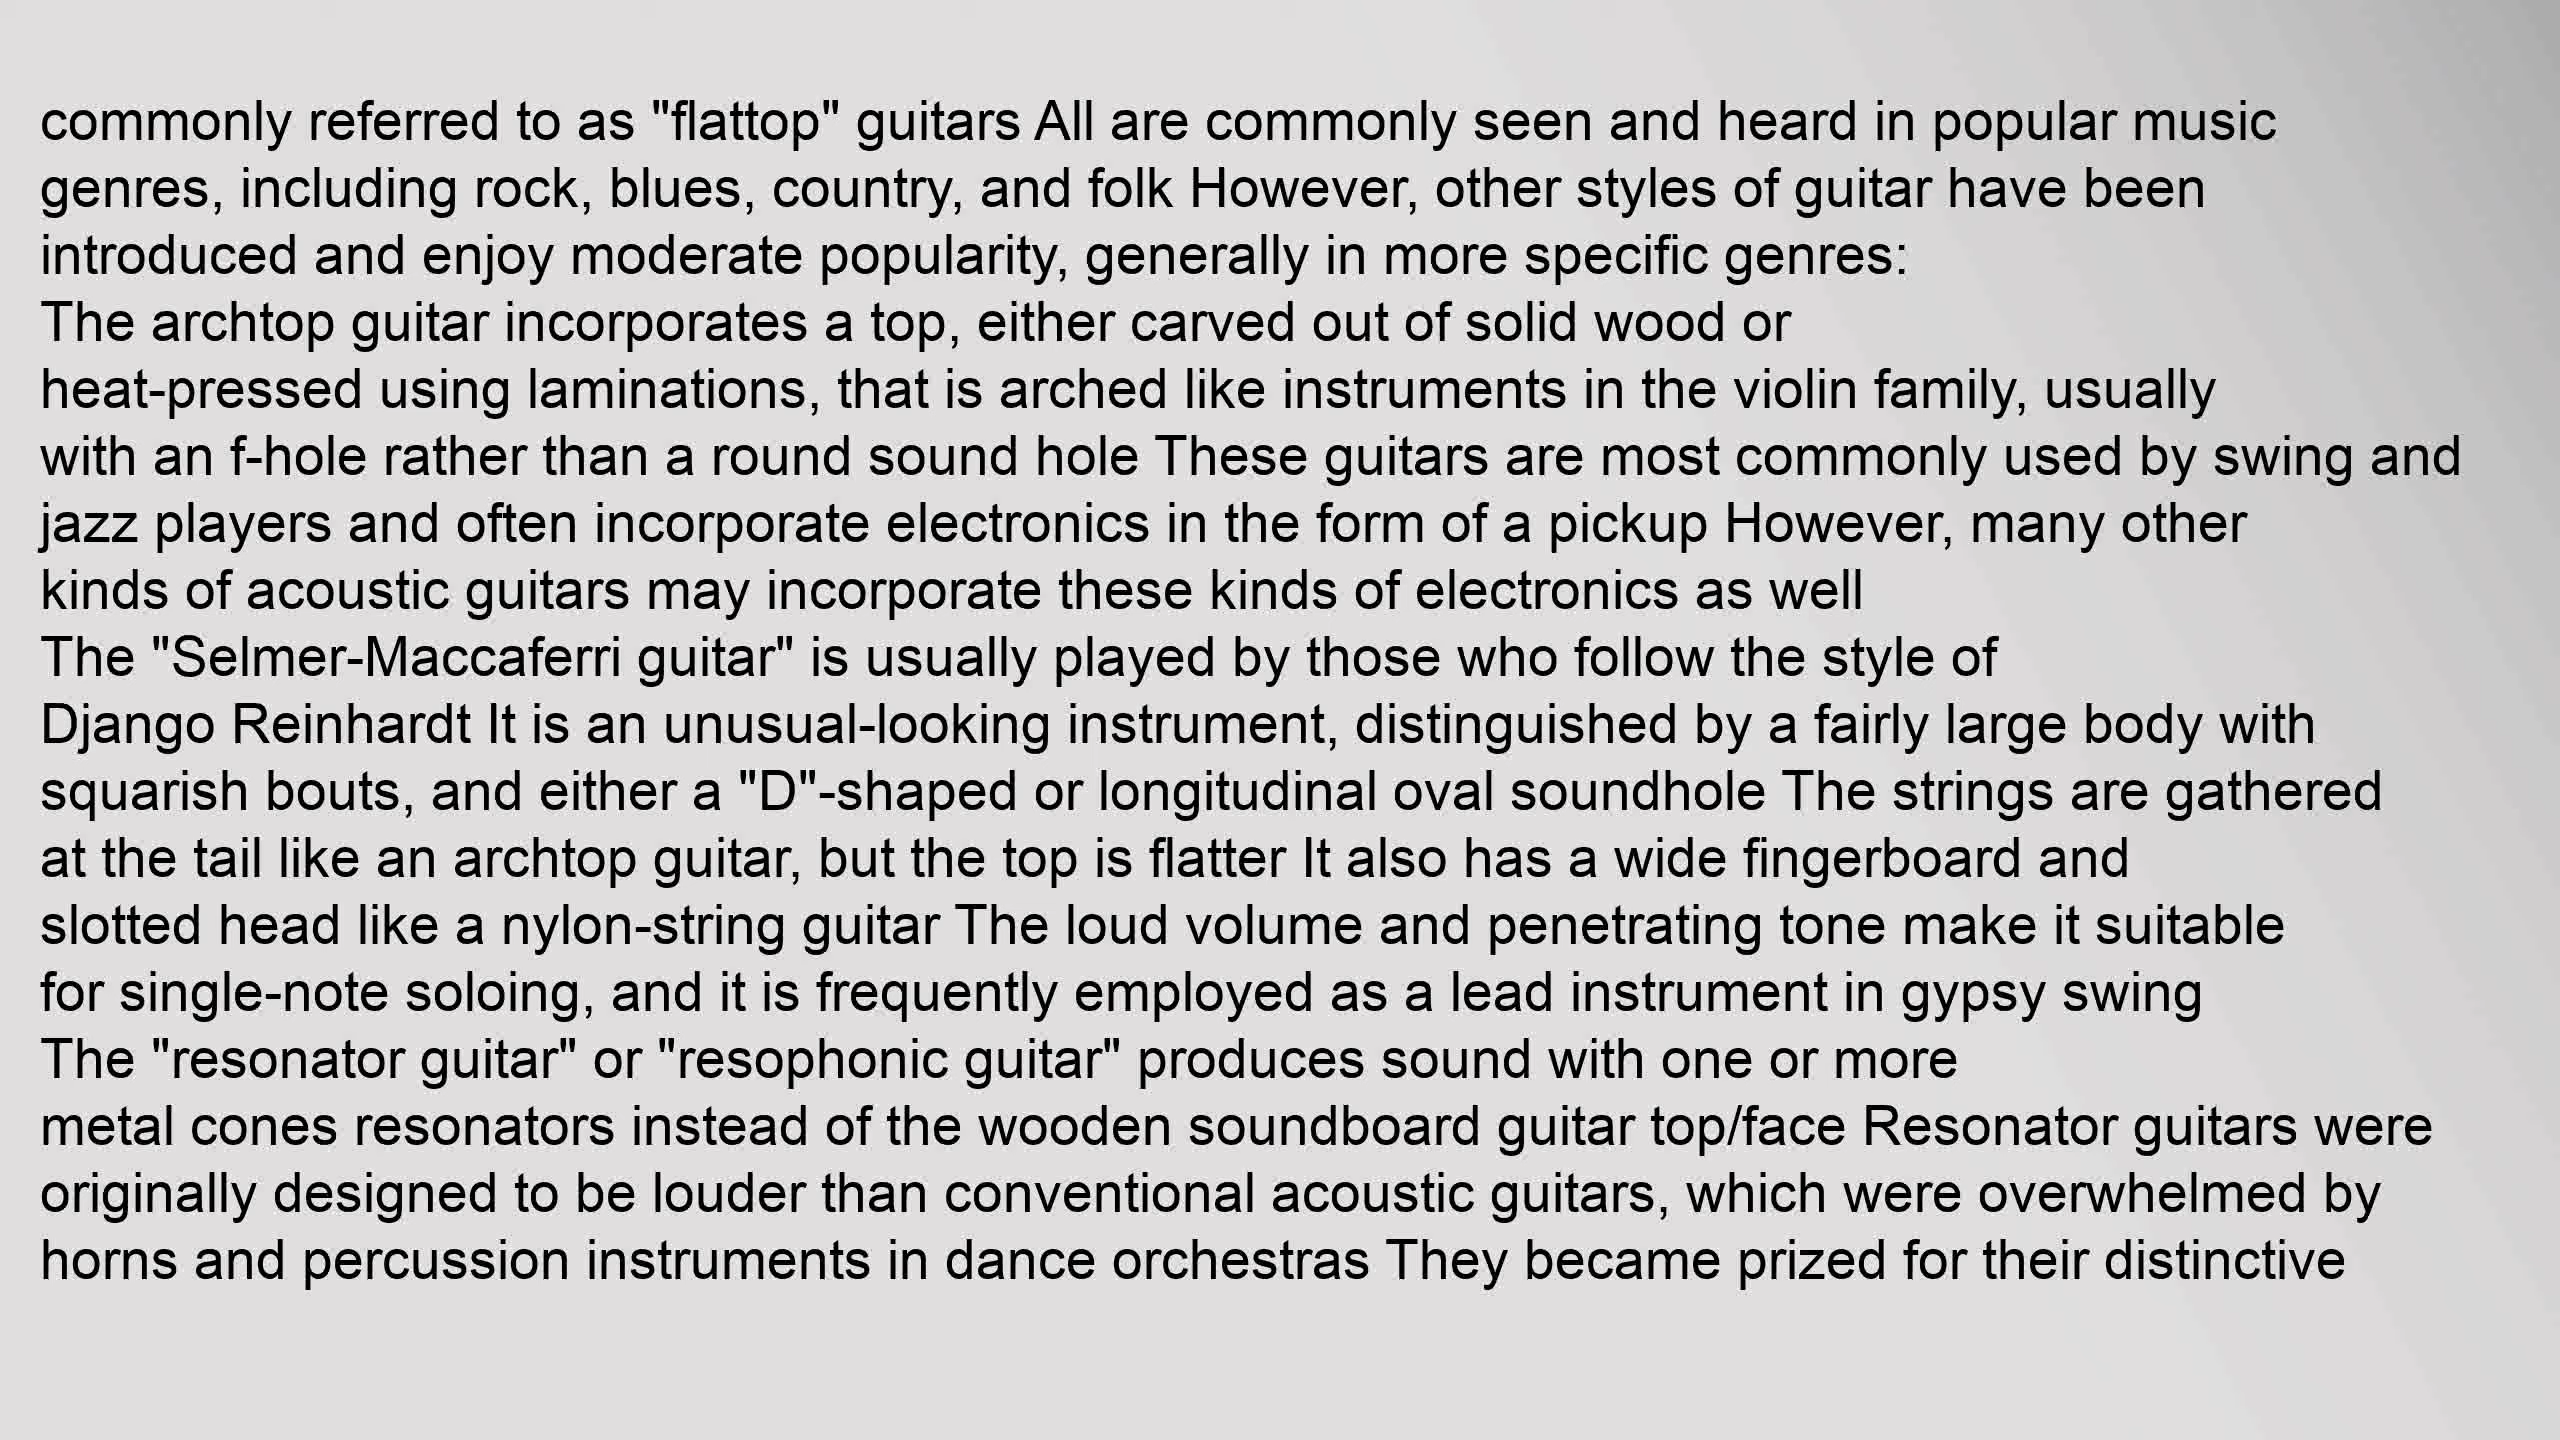 commonly referred to as "flattop" guitars All are commonly seen and heard in popular music
genres, including rock, blues, country, and folk However, other styles of guitar have been
introduced and enjoy moderate popularity, generally in more specific genres:
The archtop guitar incorporates a top, either carved out of solid wood or
heat-pressed using laminations, that is arched like instruments in the violin family, usually
with an f-hole rather than a round sound hole These guitars are most commonly used by swing and
jazz players and often incorporate electronics in the form of a pickup However, many other
kinds of acoustic guitars may incorporate these kinds of electronics as well
The "Selmer-Maccaferri guitar" is usually played by those who follow the style of
Django Reinhardt It is an unusual-looking instrument, distinguished by a fairly large body with
squarish bouts, and either a "D"-shaped or longitudinal oval soundhole The strings are gathered
at the tail like an archtop guitar, but the top is flatter It also has a wide fingerboard and
slotted head like a nylon-string guitar The loud volume and penetrating tone make it suitable
for single-note soloing, and it is frequently employed as a lead instrument in gypsy swing
The "resonator guitar" or "resophonic guitar" produces sound with one or more
metal cones resonators instead of the wooden soundboard guitar top/face Resonator guitars were
originally designed to be louder than conventional acoustic guitars, which were overwhelmed by
horns and percussion instruments in dance orchestras They became prized for their distinctive